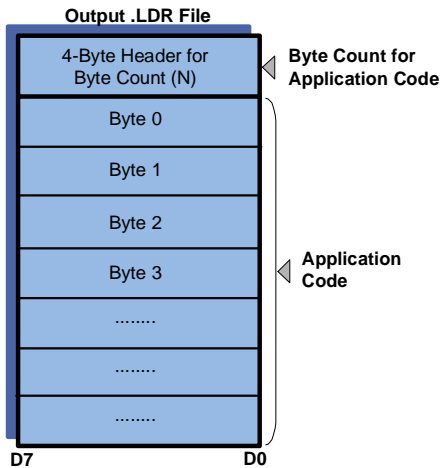 Output .LDR File
4-Byte Header for
Byte Count (N)
Byte Count for
Application Code
Byte 0
Byte 1
Byte 2
Byte 3
Application
Code
........
........
........
D7
D0